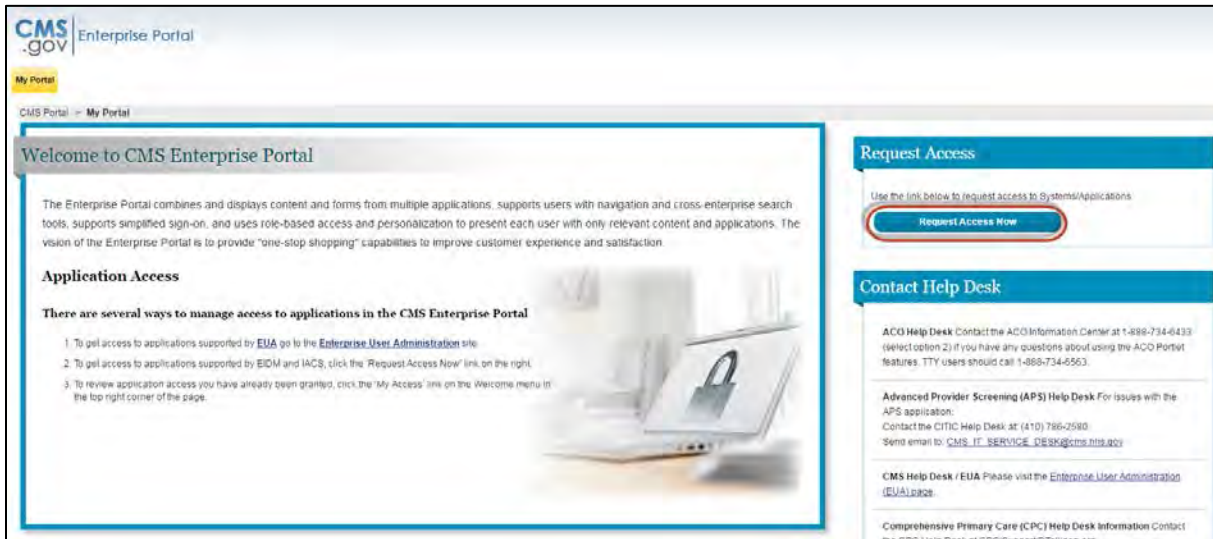 CMS
.gov
Enterprise Portal
My Portal
CMS Portal > My Portal
Welcome to CMS Enterprise Portal
The Enterprise Portal combines and displays content and forms from multiple applications, supports users with navigation and cross-enterprise search
tools, supports simplified sign-on, and uses role-based access and personalization to present each user with only relevant content and applications. The
vision of the Enterprise Portal is to provide "one-stop shopping" capabilities to improve customer experience and satisfaction.
Application Access
There are several ways to manage access to applications in the CMS Enterprise Portal
1. To get access to applications supported by EUA go to the Enterprise User Administration site.
2. To get access to applications supported by EIDM and IACS, click the 'Request Access Now' link on the right.
3. To review application access you have already been granted, click the 'My Access' link on the Welcome menu in
the top right corner of the page.
Request Access
Use the link below to request access to Systems/Applications
Request Access Now
Contact Help Desk
ACO Help Desk Contact the ACO Information Center at 1-888-734-6433
(select option 2) if you have any questions about using the ACO Portlet
features. TTY users should call 1-888-734-6563.
Advanced Provider Screening (APS) Help Desk For issues with the
APS application:
Contact the CITIC Help Desk at: (410) 786-2580
Send email to: CMS_IT_SERVICE_DESK@cms.hhs.gov
CMS Help Desk / EUA Please visit the Enterprise User Administration
(EUA) page.
Comprehensive Primary Care (CPC) Help Desk Information Contact